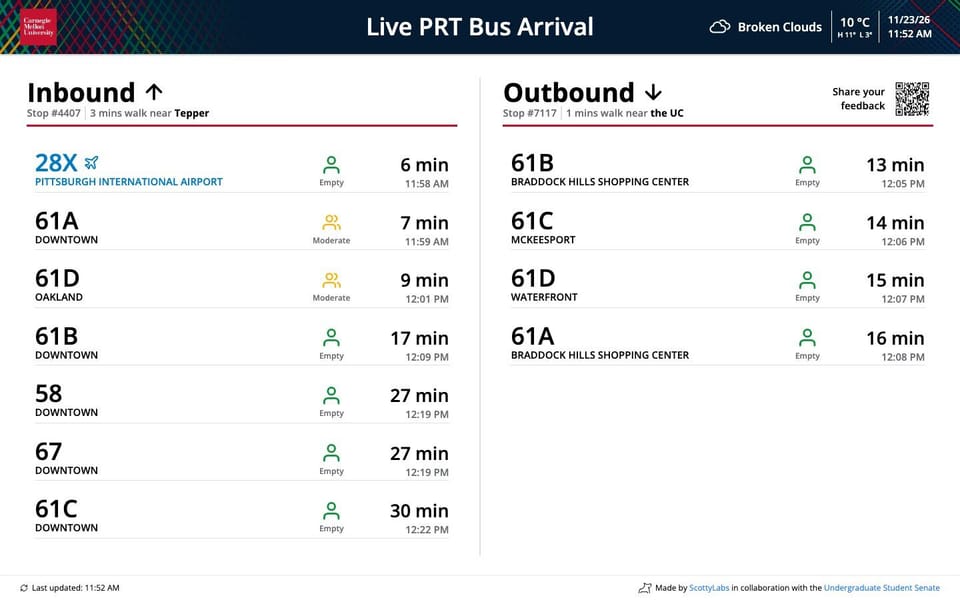 Carnegie
Mellon
University
Live PRT Bus Arrival
Broken Clouds
10 °C
H 11° L 3°
11/23/26
11:52 AM
Inbound
Stop #4407 | 3 mins walk near Tepper
28X
PITTSBURGH INTERNATIONAL AIRPORT
Empty
6 min
11:58 AM
61A
DOWNTOWN
Moderate
7 min
11:59 AM
61D
OAKLAND
Moderate
9 min
12:01 PM
61B
DOWNTOWN
Empty
17 min
12:09 PM
58
DOWNTOWN
Empty
27 min
12:19 PM
67
DOWNTOWN
Empty
27 min
12:19 PM
61C
DOWNTOWN
Empty
30 min
12:22 PM
Outbound
Stop #7117 | 1 mins walk near the UC
Share your
feedback
61B
BRADDOCK HILLS SHOPPING CENTER
Empty
13 min
12:05 PM
61C
MCKEESPORT
Empty
14 min
12:06 PM
61D
WATERFRONT
Empty
15 min
12:07 PM
61A
BRADDOCK HILLS SHOPPING CENTER
Empty
16 min
12:08 PM
Last updated: 11:52 AM
Made by ScottyLabs in collaboration with the Undergraduate Student Senate